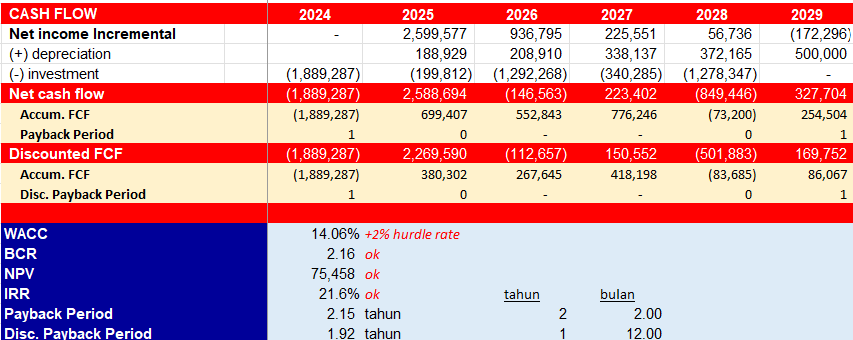 CASH FLOW 2024 2025 2026 2027 2028 2029
Net income Incremental - 2,599,577 936,795 225,551 56,736 (172,296)
(+) depreciation 188,929 208,910 338,137 372,165 500,000
(-) investment (1,889,287) (199,812) (1,292,268) (340,285) (1,278,347) -
Net cash flow (1,889,287) 2,588,694 (146,563) 223,402 (849,446) 327,704
Accum. FCF (1,889,287) 699,407 552,843 776,246 (73,200) 254,504
Payback Period 1 0 - - 0 1
Discounted FCF (1,889,287) 2,269,590 (112,657) 150,552 (501,883) 169,752
Accum. FCF (1,889,287) 380,302 267,645 418,198 (83,685) 86,067
Disc. Payback Period 1 0 - - 0 1
WACC 14.06% +2% hurdle rate
BCR 2.16 ok
NPV 75,458 ok
IRR 21.6% ok tahun bulan
Payback Period 2.15 tahun 2 2.00
Disc. Payback Period 1.92 tahun 1 12.00